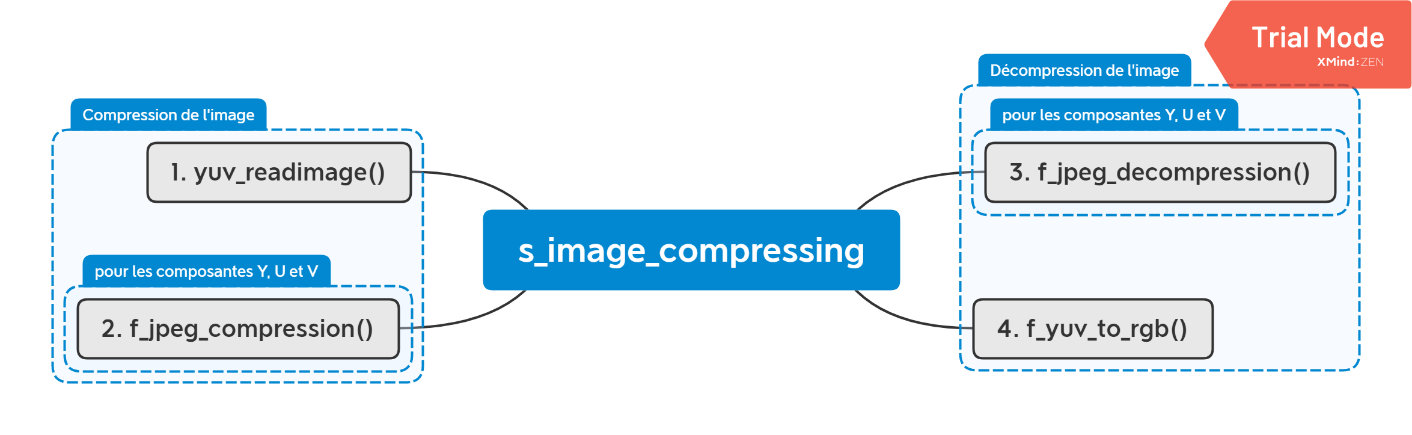 Trial Mode
XMind:ZEN
Décompression de l'image
Compression de l'image
pour les composantes Y, U et V
1. yuv_readimage()
3. f_jpeg_decompression()
s_image_compressing
pour les composantes Y, U et V
2. f_jpeg_compression()
4. f_yuv_to_rgb()